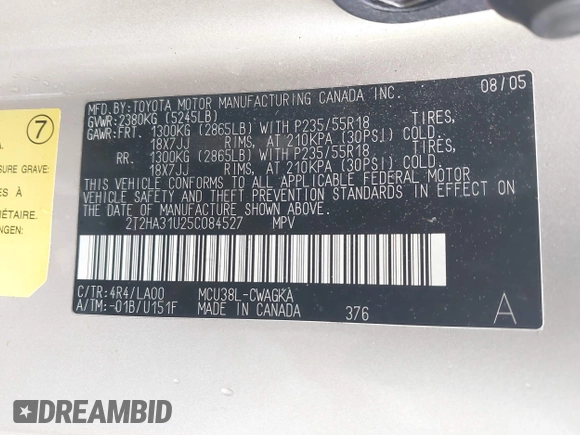 MFD. BY: TOYOTA MOTOR MANUFACTURING CANADA INC. 08/05
GVWR: 2380KG (5245LB)
GAWR: FRT. 1300KG (2865LB) WITH P235/55R18 TIRES,
18X7JJ RIMS, AT 210KPA (30PSI) COLD.
RR. 1300KG (2865LB) WITH P235/55R18 TIRES,
18X7JJ RIMS, AT 210KPA (30PSI) COLD.
THIS VEHICLE CONFORMS TO ALL APPLICABLE FEDERAL MOTOR
VEHICLE SAFETY AND THEFT PREVENTION STANDARDS IN EFFECT ON
THE DATE OF MANUFACTURE SHOWN ABOVE.
2T2HA31U25C084527 MPV
C/TR: 4R4/LA00 MCU38L-CWAGKA
A/TM: -01B/U151F MADE IN CANADA 376 A
7
A.
SURE GRAVE:
ES À
MÉTAIRE.
NGEN:
DREAMBID